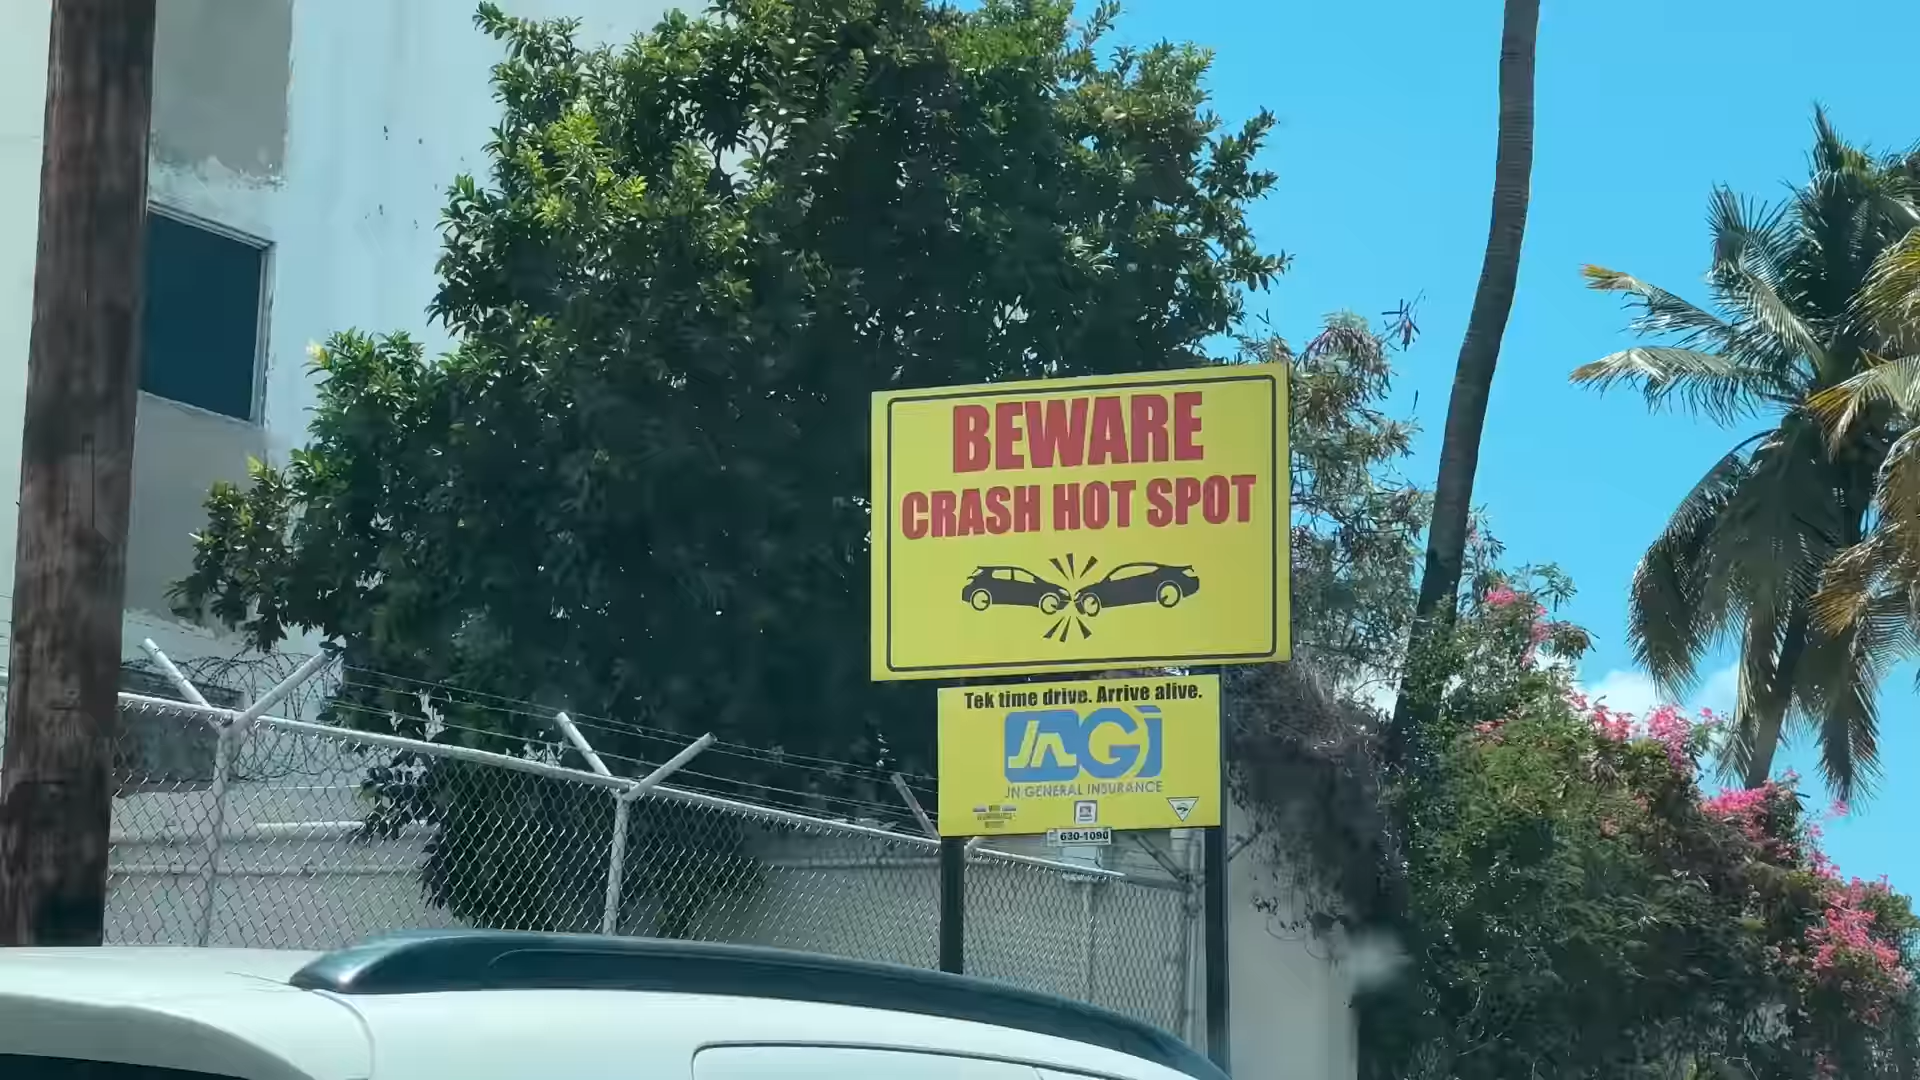 BEWARE
CRASH HOT SPOT
Tek time drive. Arrive alive.
JNGI
JN GENERAL INSURANCE
630-1090